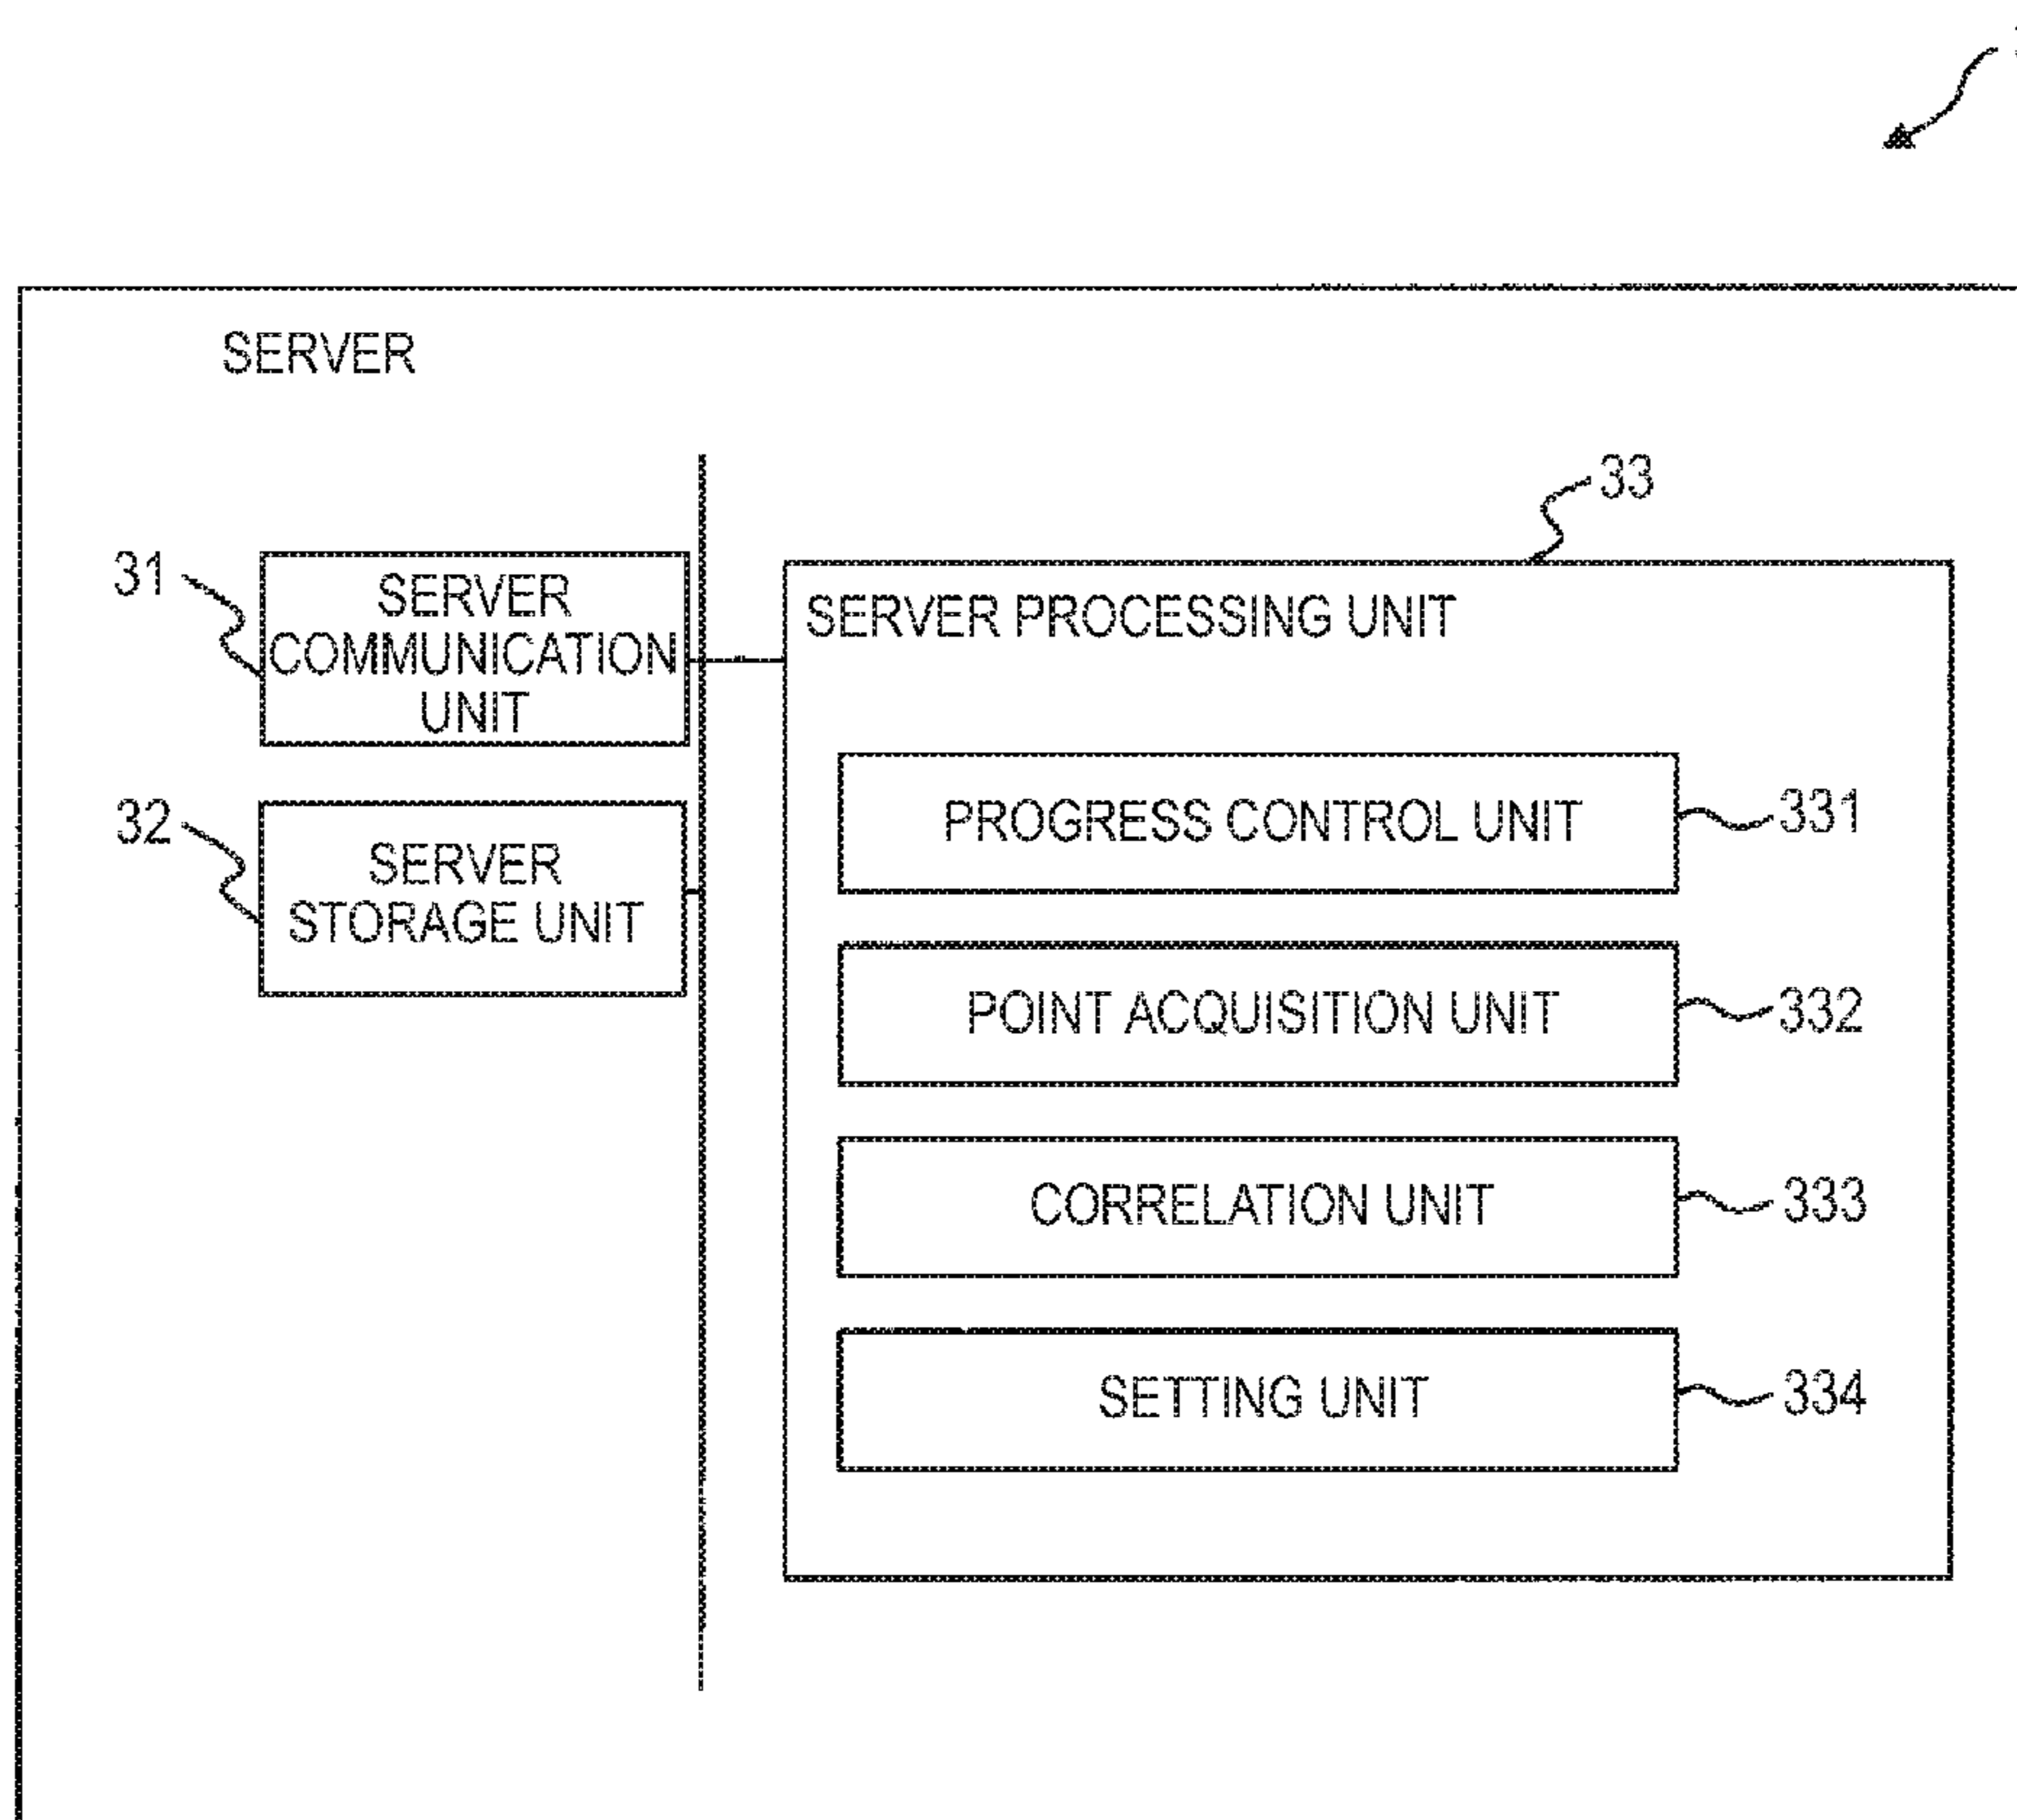 SERVER
33
31
SERVER
COMMUNICATION
UNIT
SERVER PROCESSING UNIT
32
SERVER
STORAGE UNIT
PROGRESS CONTROL UNIT
331
POINT ACQUISITION UNIT
332
CORRELATION UNIT
333
SETTING UNIT
334